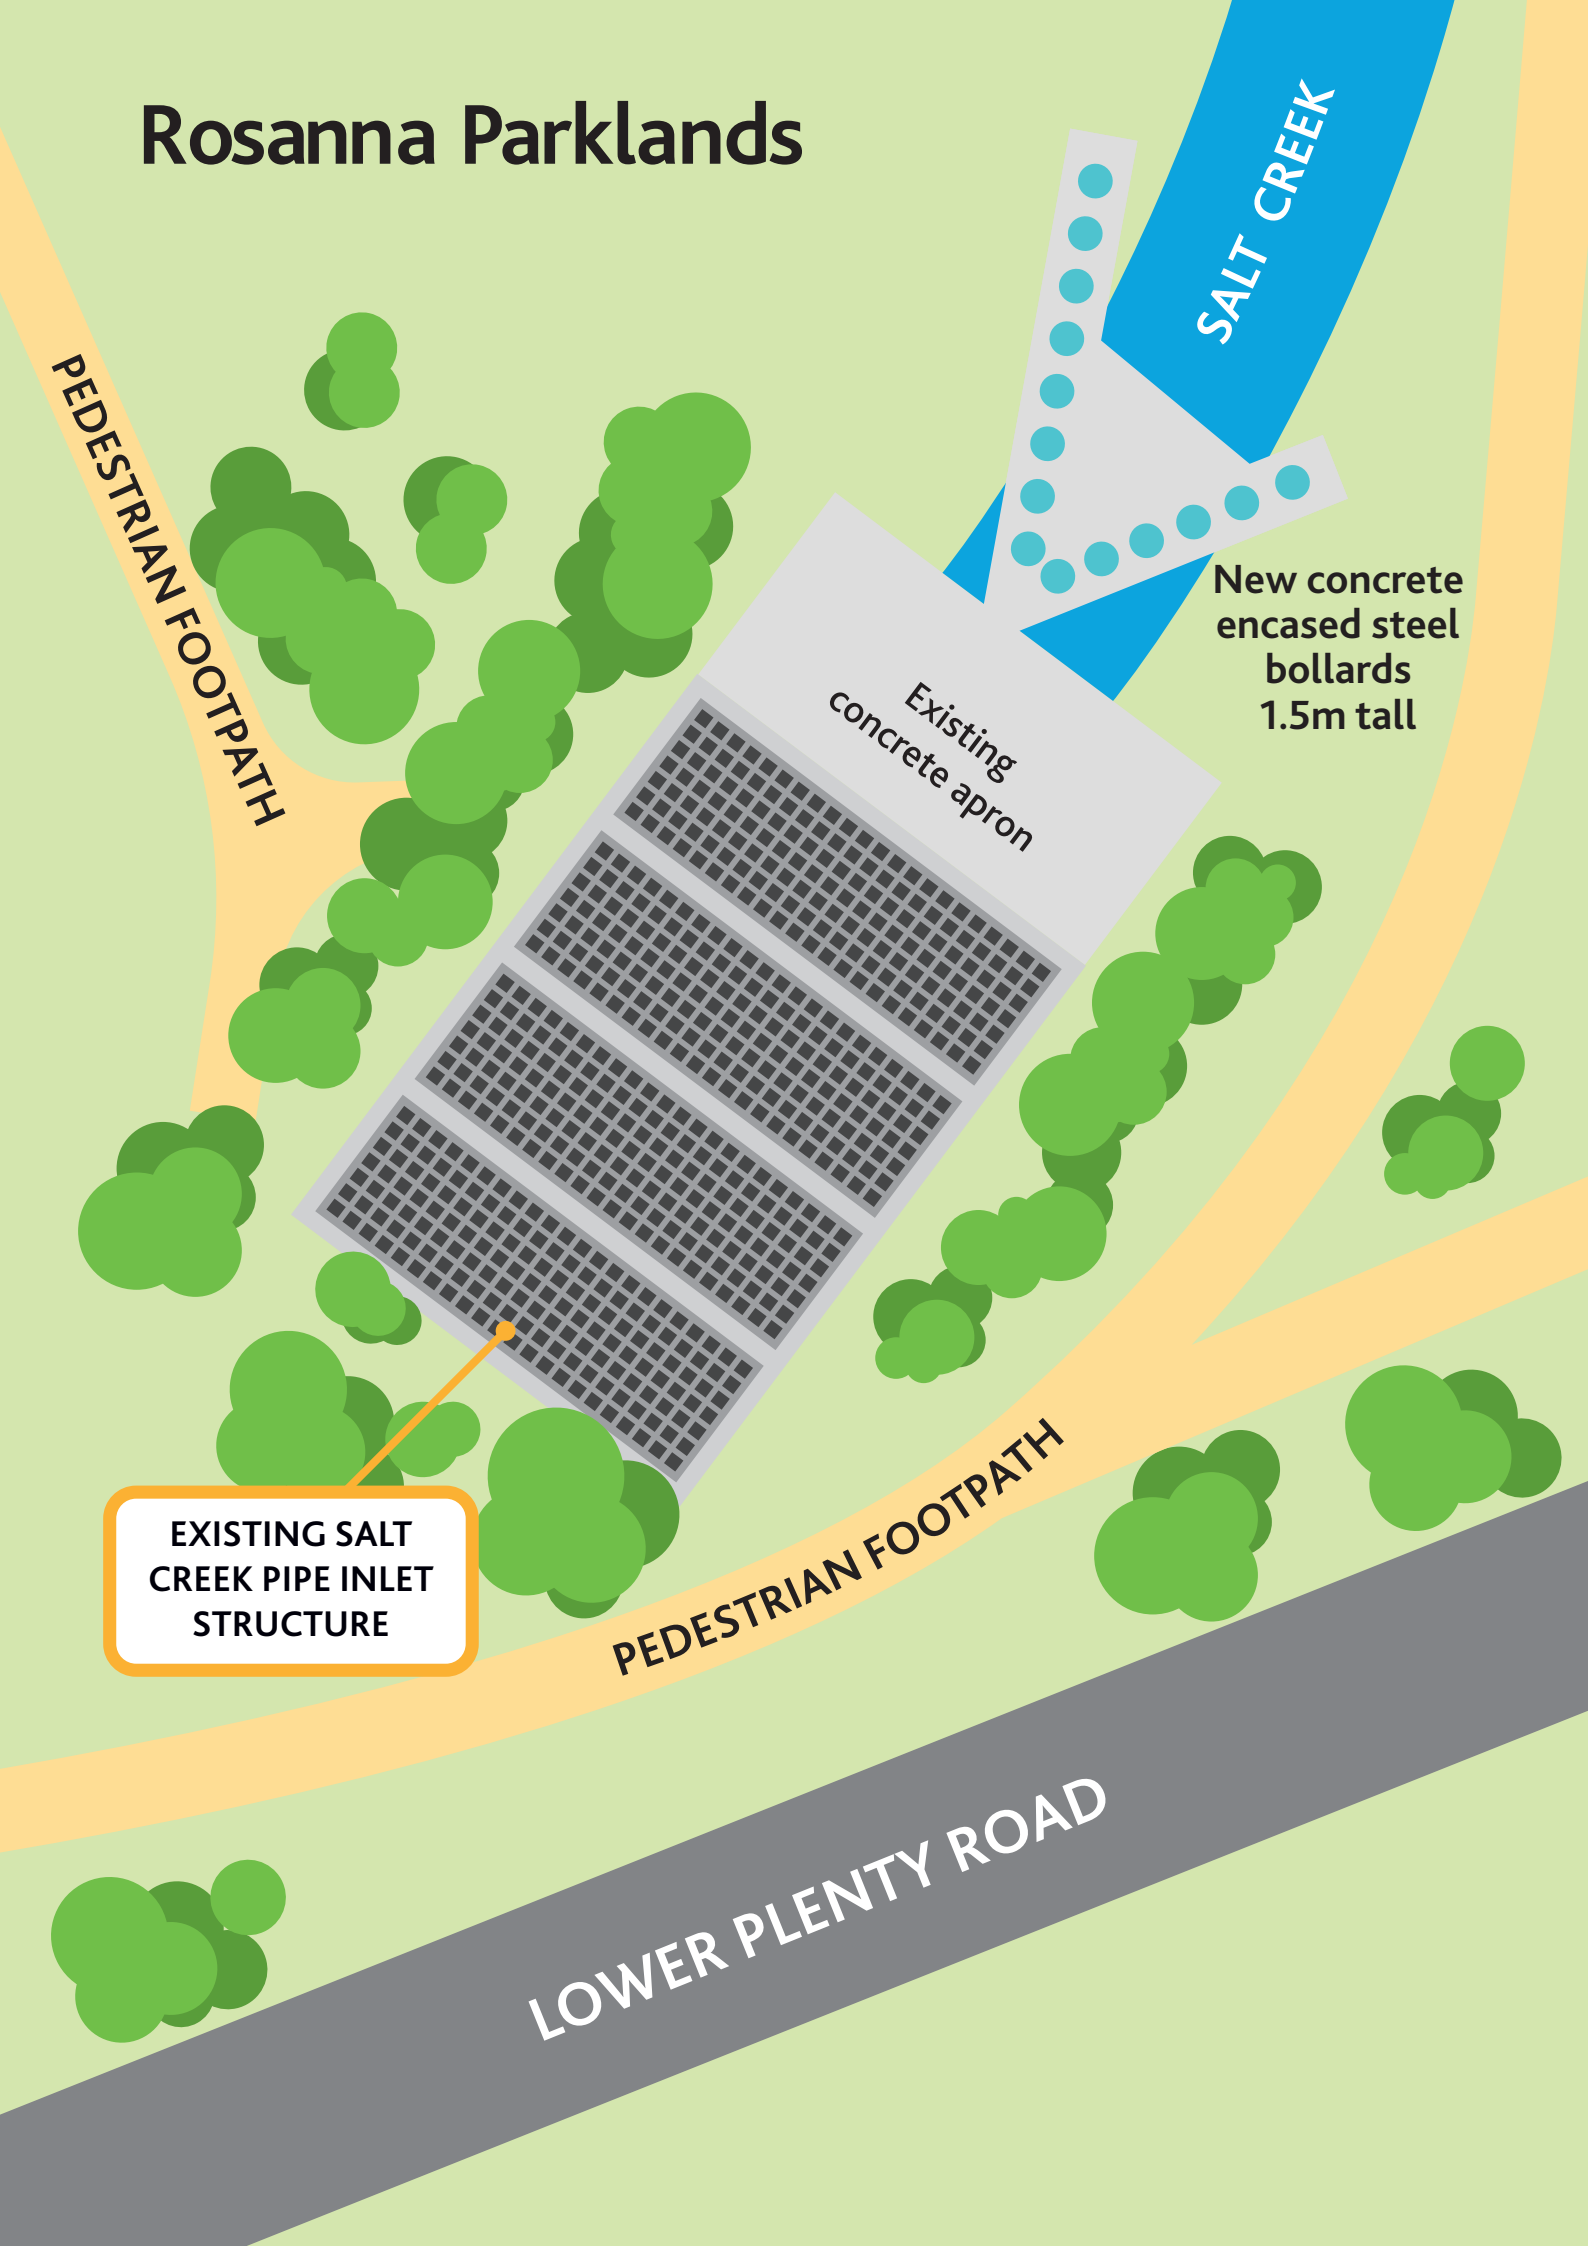 Rosanna Parklands
SALT CREEK
PEDESTRIAN FOOTPATH
New concrete
encased steel
bollards
1.5m tall
Existing
concrete apron
EXISTING SALT
CREEK PIPE INLET
STRUCTURE
PEDESTRIAN FOOTPATH
LOWER PLENTY ROAD